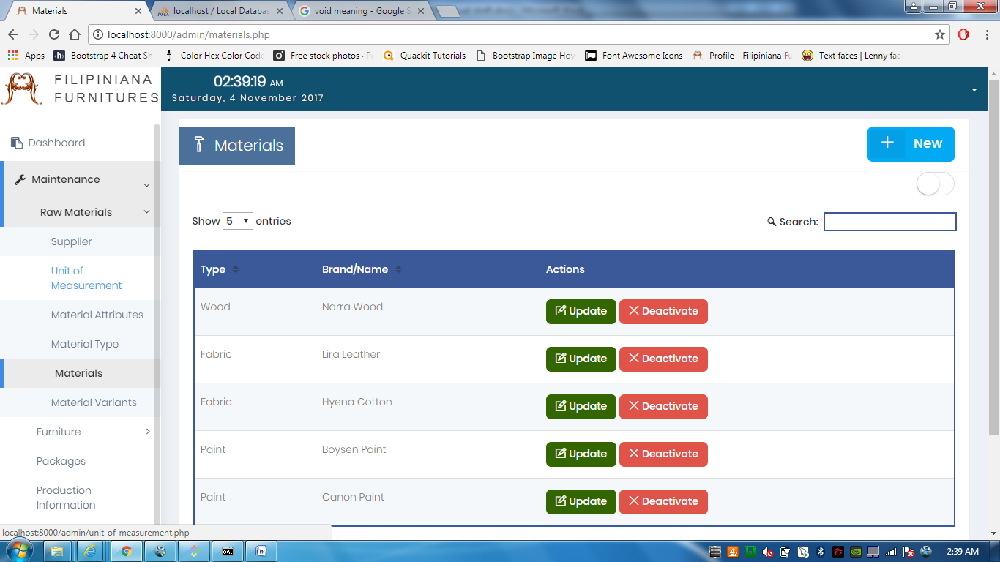 Materials
localhost / Local Databas
void meaning - Google S
localhost:8000/admin/materials.php
Apps
Bootstrap 4 Cheat Sh
Color Hex Color Code
Free stock photos · Pe
Quackit Tutorials
Bootstrap Image Hov
Font Awesome Icons
Profile - Filipiniana Fu
Text faces | Lenny fac
FILIPINIANA
FURNITURES
02:39:19 AM
Saturday, 4 November 2017
Dashboard
Maintenance
Raw Materials
Supplier
Unit of
Measurement
Material Attributes
Material Type
Materials
Material Variants
Furniture
Packages
Production
Information
Materials
+ New
Show 5 entries
Search:
Type Brand/Name Actions
Wood Narra Wood Update Deactivate
Fabric Lira Leather Update Deactivate
Fabric Hyena Cotton Update Deactivate
Paint Boysen Paint Update Deactivate
Paint Canon Paint Update Deactivate
localhost:8000/admin/unit-of-measurement.php
2:39 AM